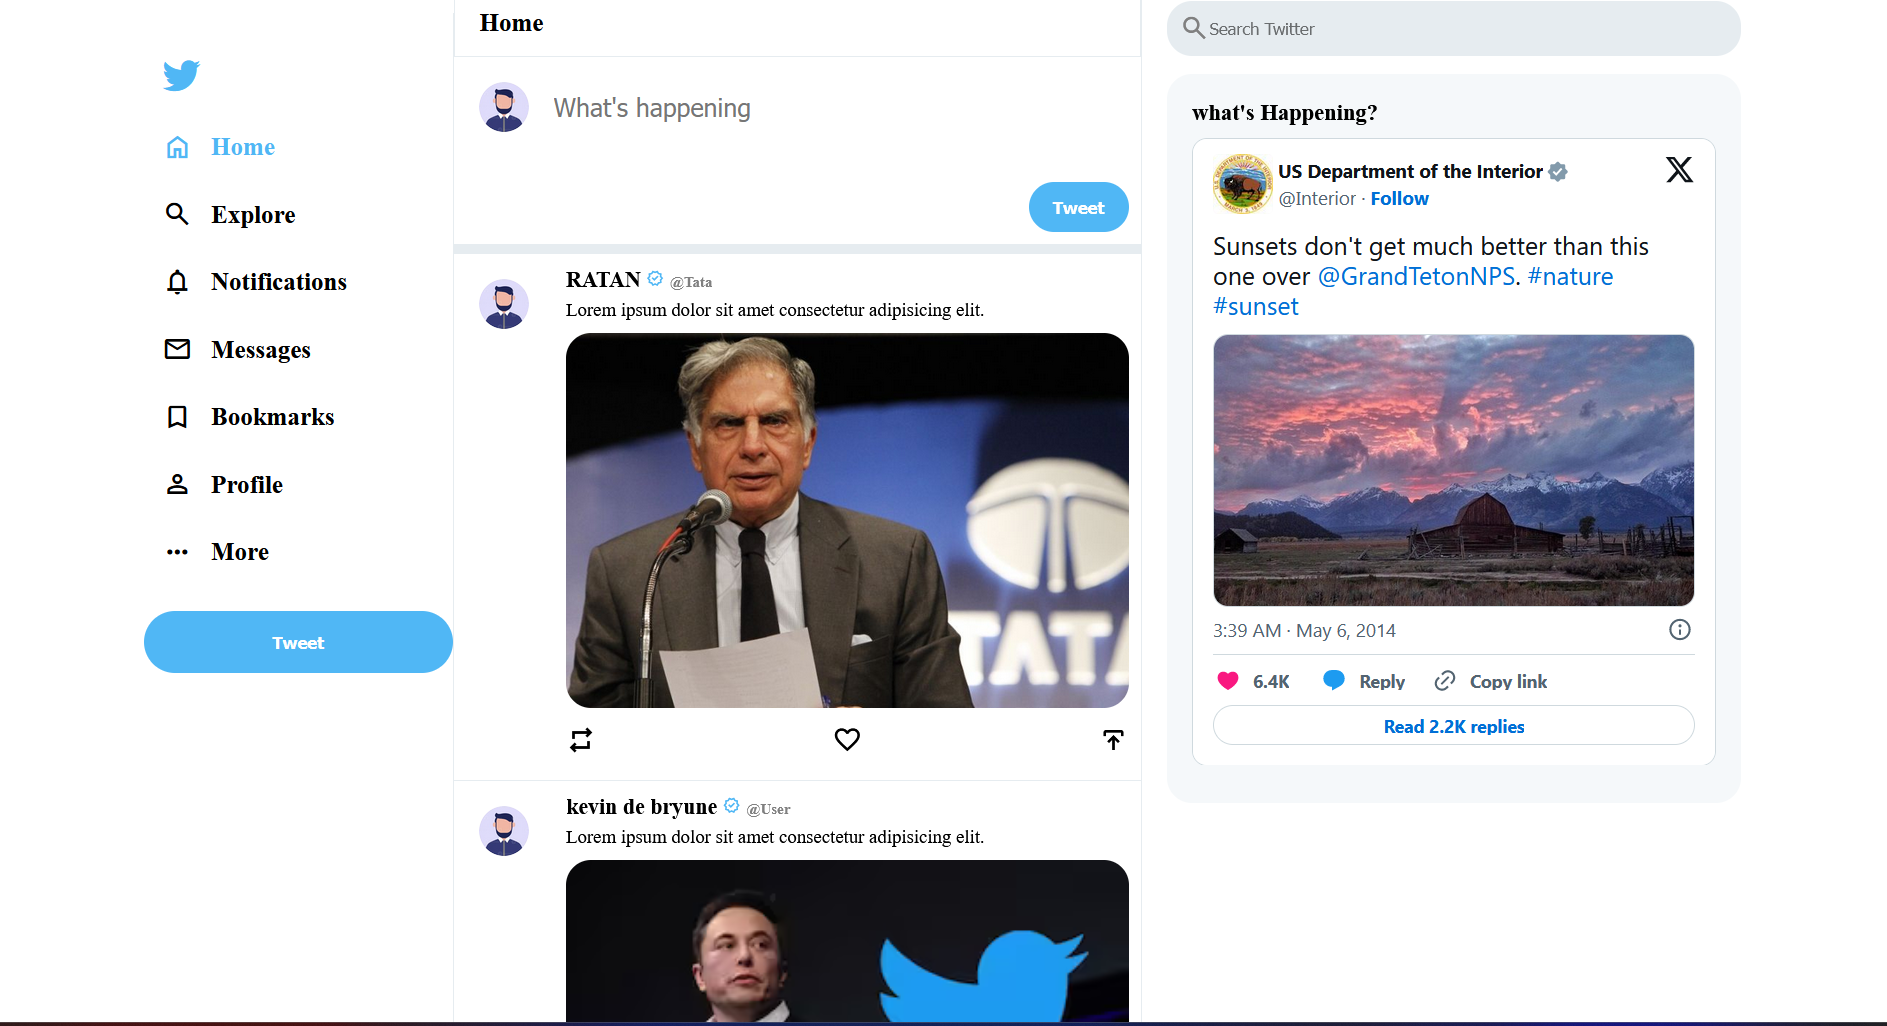 Home
Explore
Notifications
Messages
Bookmarks
Profile
More
Tweet
Home
What's happening
Tweet
RATAN @Tata
Lorem ipsum dolor sit amet consectetur adipisicing elit.
TATA
kevin de bryune @User
Lorem ipsum dolor sit amet consectetur adipisicing elit.
Search Twitter
what's Happening?
US Department of the Interior
@Interior · Follow
Sunsets don't get much better than this
one over @GrandTetonNPS. #nature
#sunset
3:39 AM · May 6, 2014
6.4K Reply Copy link
Read 2.2K replies